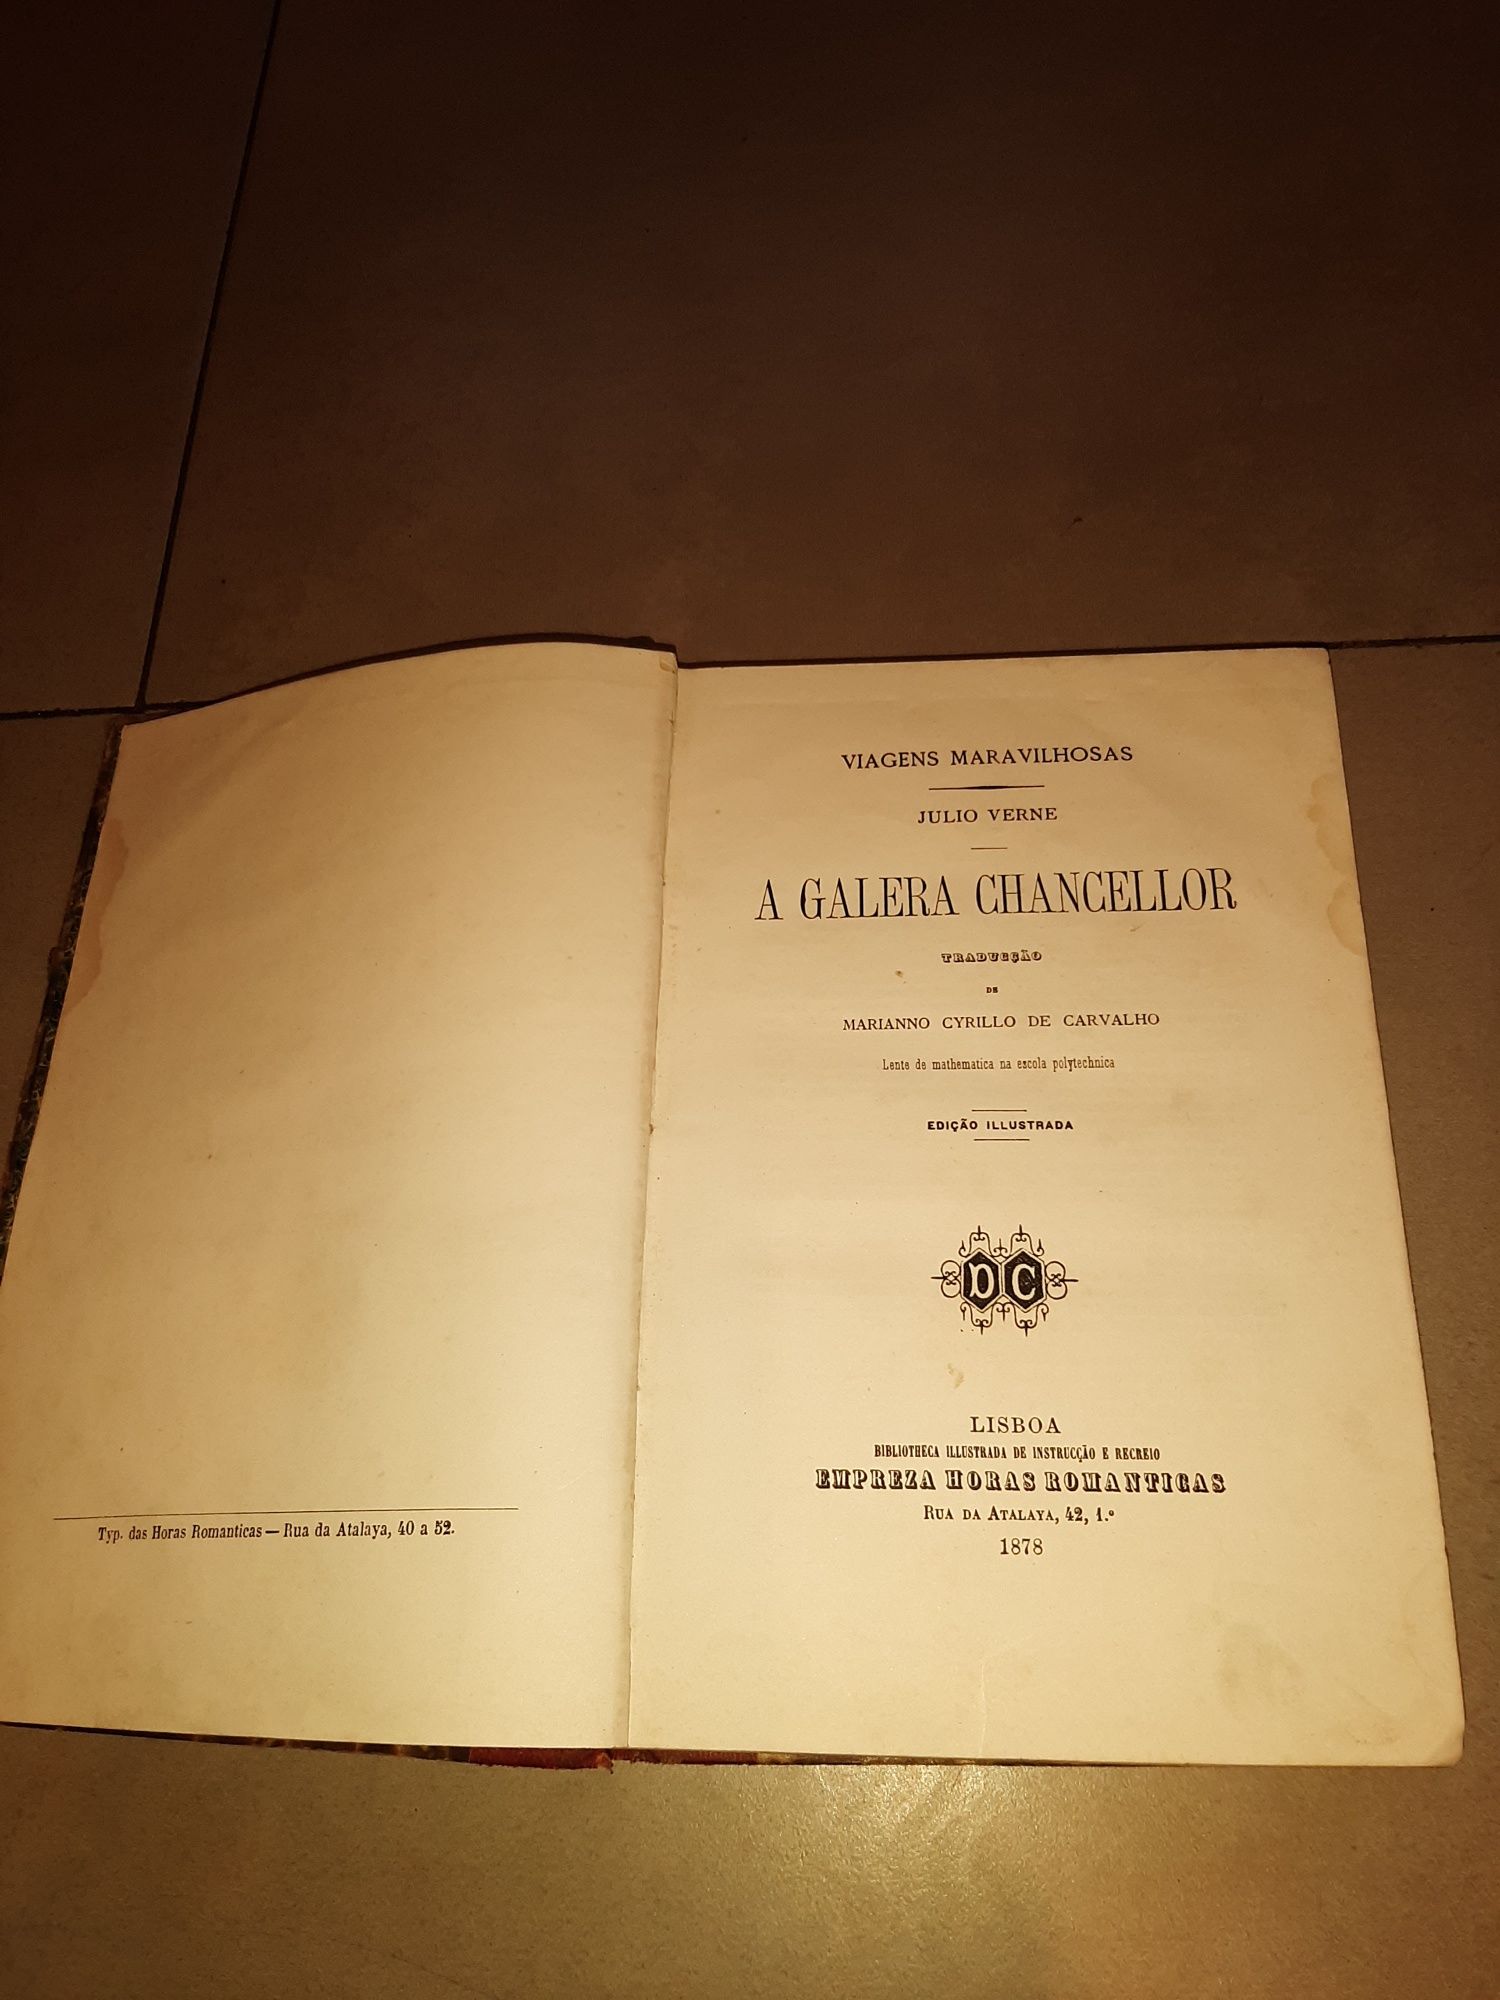 Typ. das Horas Romanticas — Rua da Atalaya, 40 a 52.
VIAGENS MARAVILHOSAS
JULIO VERNE
A GALERA CHANCELLOR
TRADUCÇÃO
DE
MARIANNO CYRILLO DE CARVALHO
Lente de mathematica na escola polytechnica
EDIÇÃO ILLUSTRADA
DC
LISBOA
BIBLIOTHECA ILLUSTRADA DE INSTRUCÇÃO E RECREIO
EMPREZA HORAS ROMANTICAS
RUA DA ATALAYA, 42, 1.º
1878